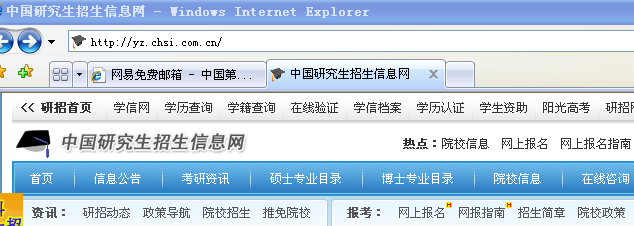 中国研究生招生信息网 - Windows Internet Explorer
http://yz.chsi.com.cn/
网易免费邮箱 - 中国第... 中国研究生招生信息网
<< 研招首页 学信网 学历查询 学籍查询 在线验证 学信档案 学历认证 学生资助 阳光高考 研招
中国研究生招生信息网 热点：院校信息 网上报名 网上报名指南
首页 信息公告 考研资讯 硕士专业目录 博士专业目录 院校信息 在线咨询
资讯： 研招动态 政策导航 院校招生 推免院校 报考： 网上报名 H 网报指南 H 招生简章 院校政策